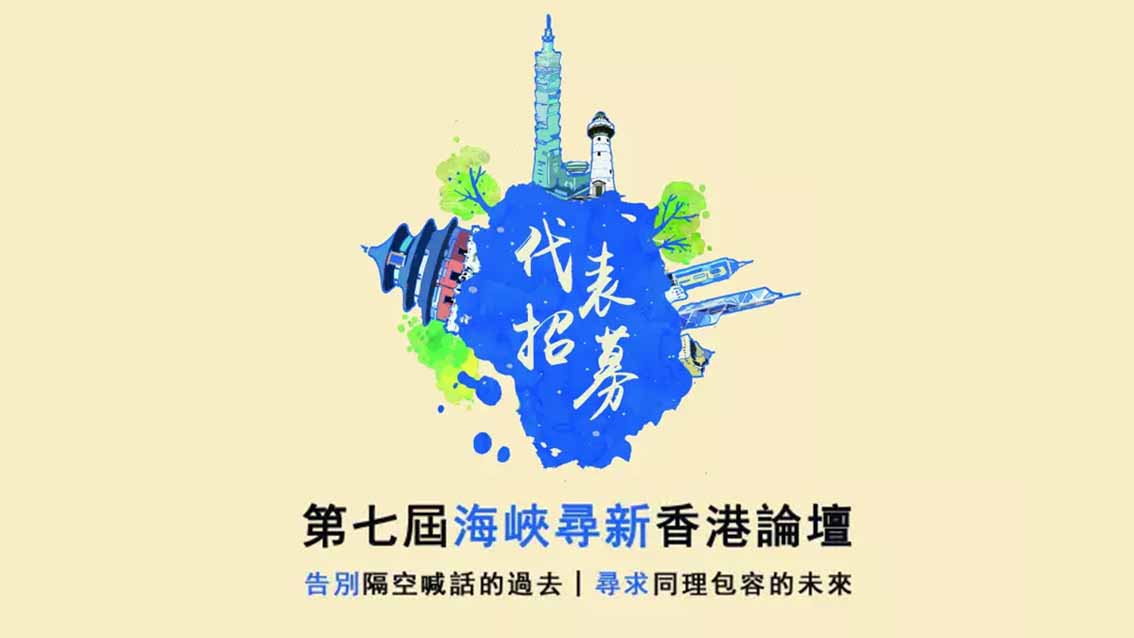 代表
招募
第七屆海峽尋新香港論壇
告別隔空喊話的過去｜尋求同理包容的未來